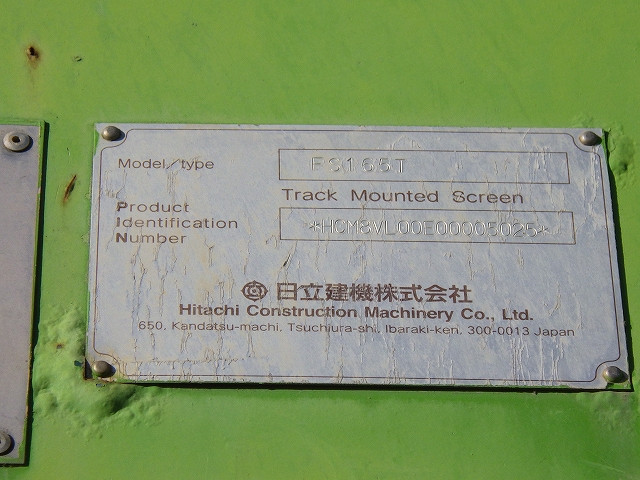 Model/type FS165T
Track Mounted Screen
Product
Identification
Number *HCM8VL00E00005025*
日立建機株式会社
Hitachi Construction Machinery Co., Ltd.
650, Kandatsu-machi, Tsuchiura-shi, Ibaraki-ken, 300-0013 Japan